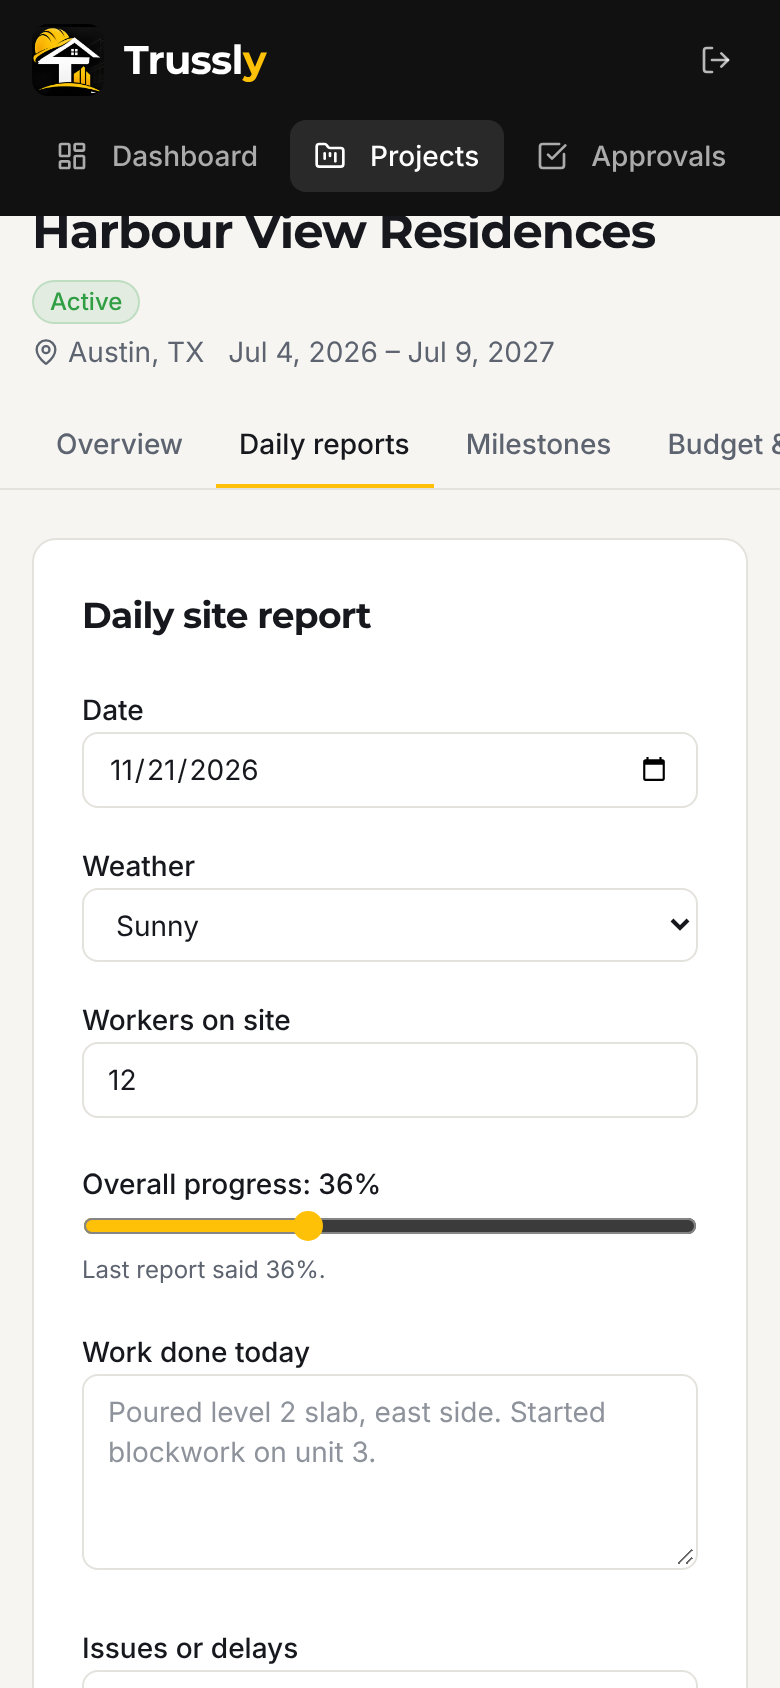 Trussly
Dashboard
Projects
Approvals
Harbour View Residences
Active
Austin, TX Jul 4, 2026 – Jul 9, 2027
Overview
Daily reports
Milestones
Budget &
Daily site report
Date
11/21/2026
Weather
Sunny
Workers on site
12
Overall progress: 36%
Last report said 36%.
Work done today
Poured level 2 slab, east side. Started
blockwork on unit 3.
Issues or delays